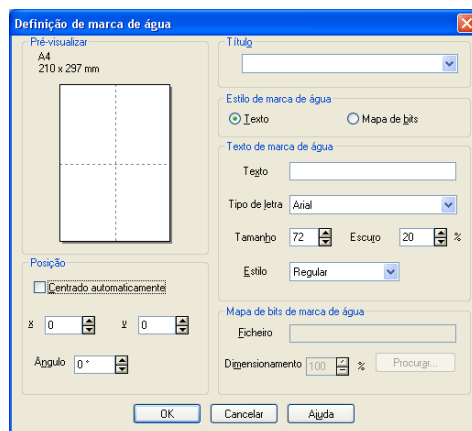 Definição de marca de água
Pré-visualizar
A4
210 x 297 mm
Título
Estilo de marca de água
Texto
Mapa de bits
Texto de marca de água
Texto
Tipo de letra Arial
Tamanho 72 Escuro 20 %
Estilo Regular
Posição
Centrado automaticamente
x 0 y 0
Ângulo 0 °
Mapa de bits de marca de água
Ficheiro
Dimensionamento 100 % Procurar...
OK Cancelar Ajuda